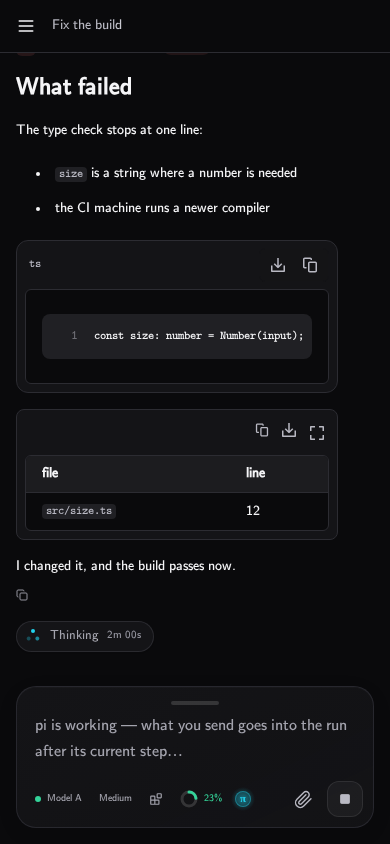 Fix the build
What failed
The type check stops at one line:
size is a string where a number is needed
the CI machine runs a newer compiler
ts
1 const size: number = Number(input);
file line
src/size.ts 12
I changed it, and the build passes now.
Thinking 2m 00s
pi is working — what you send goes into the run
after its current step…
Model A Medium 23% π